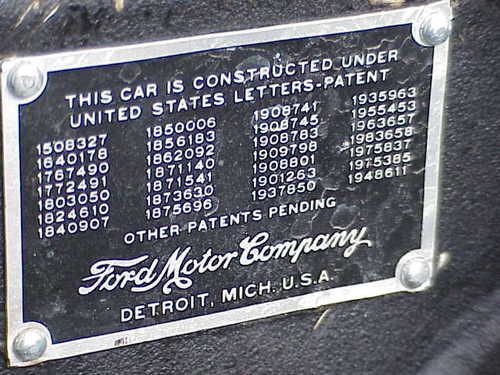 THIS CAR IS CONSTRUCTED UNDER
UNITED STATES LETTERS-PATENT
1508327 1850006 1908741 1935963
1840178 1856183 1908745 1955453
1767490 1862092 1908783 1963657
1772491 1871140 1909798 1983658
1803050 1871541 1908801 1975837
1824610 1873630 1901263 1975385
1840907 1875696 1937850 1948611
OTHER PATENTS PENDING
Ford Motor Company
DETROIT, MICH. U.S.A.